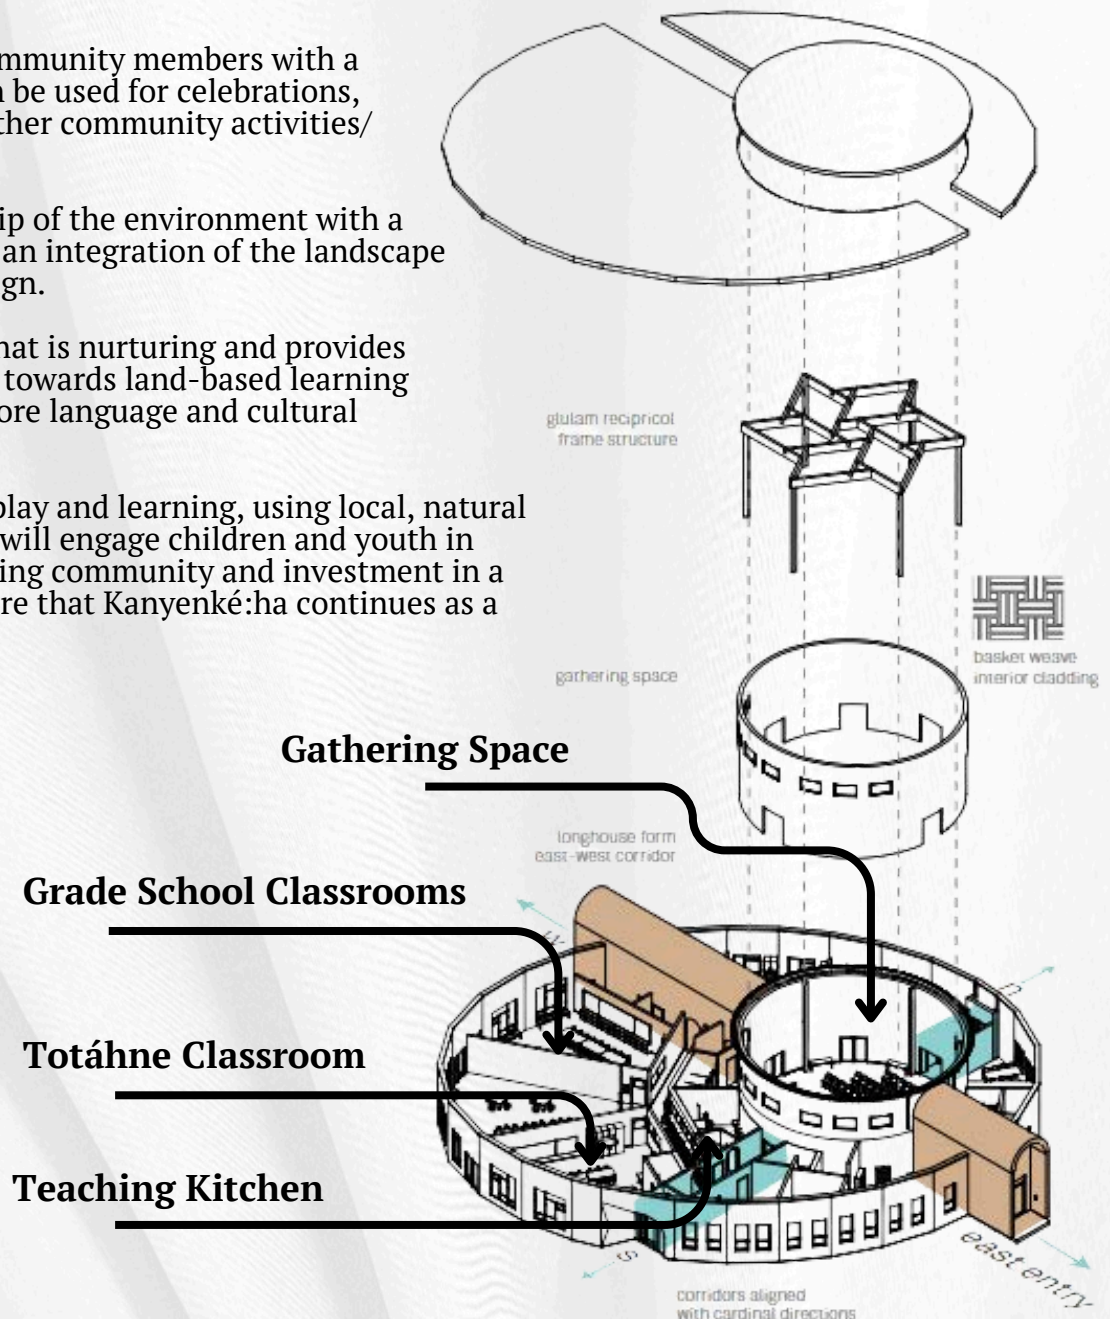 mmunity members with a
n be used for celebrations,
ther community activities/
ip of the environment with a
an integration of the landscape
gn.
hat is nurturing and provides
towards land-based learning
ore language and cultural
play and learning, using local, natural
will engage children and youth in
ing community and investment in a
re that Kanyenké:ha continues as a
glulam recipricol
frame structure
basket weave
interior cladding
gathering space
Gathering Space
longhouse form
east-west corridor
Grade School Classrooms
w
n
Totáhne Classroom
Teaching Kitchen
s
east entry
corridors aligned
with cardinal directions